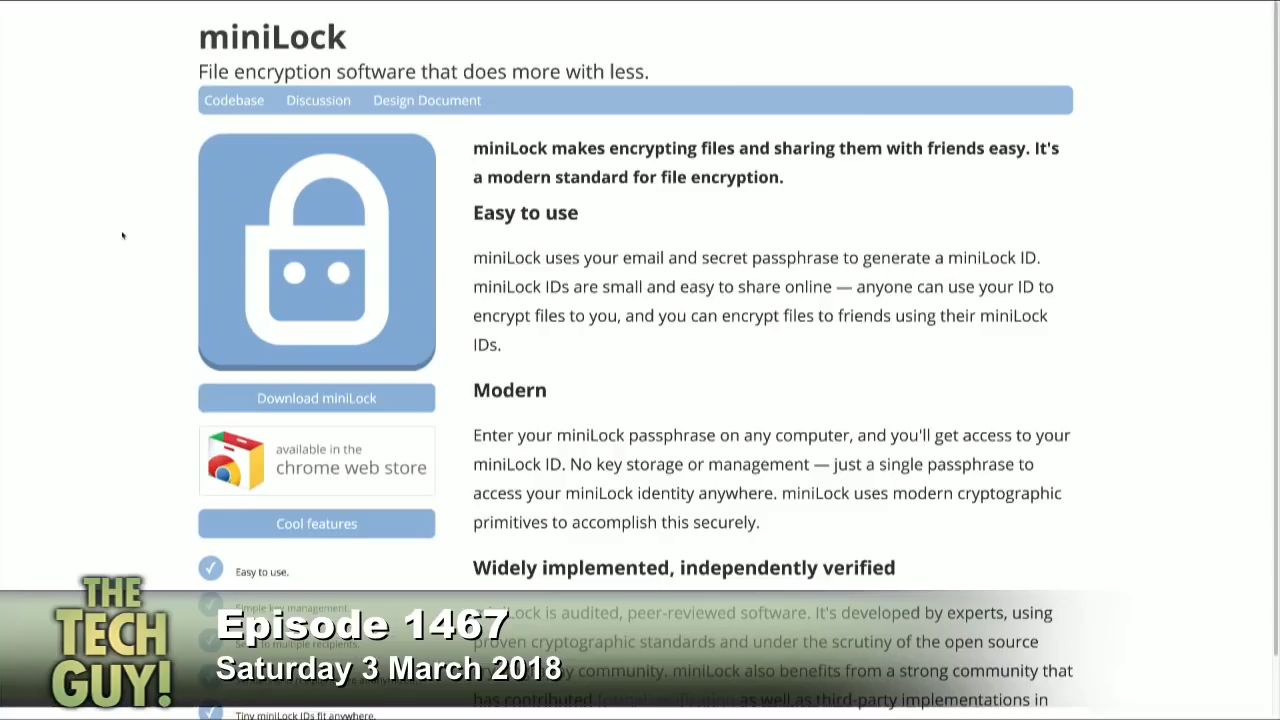 miniLock
File encryption software that does more with less.
Codebase Discussion Design Document
miniLock makes encrypting files and sharing them with friends easy. It's
a modern standard for file encryption.
Easy to use
miniLock uses your email and secret passphrase to generate a miniLock ID.
miniLock IDs are small and easy to share online — anyone can use your ID to
encrypt files to you, and you can encrypt files to friends using their miniLock
IDs.
Modern
Enter your miniLock passphrase on any computer, and you'll get access to your
miniLock ID. No key storage or management — just a single passphrase to
access your miniLock identity anywhere. miniLock uses modern cryptographic
primitives to accomplish this securely.
Widely implemented, independently verified
miniLock is audited, peer-reviewed software. It's developed by experts, using
proven cryptographic standards and under the scrutiny of the open source
community. miniLock also benefits from a strong community that
has contributed as well as third-party implementations in
Download miniLock
available in the
chrome web store
Cool features
Easy to use.
Simple key management.
to multiple recipients.
Tiny miniLock IDs fit anywhere.
THE
TECH
GUY!
Episode 1467
Saturday 3 March 2018